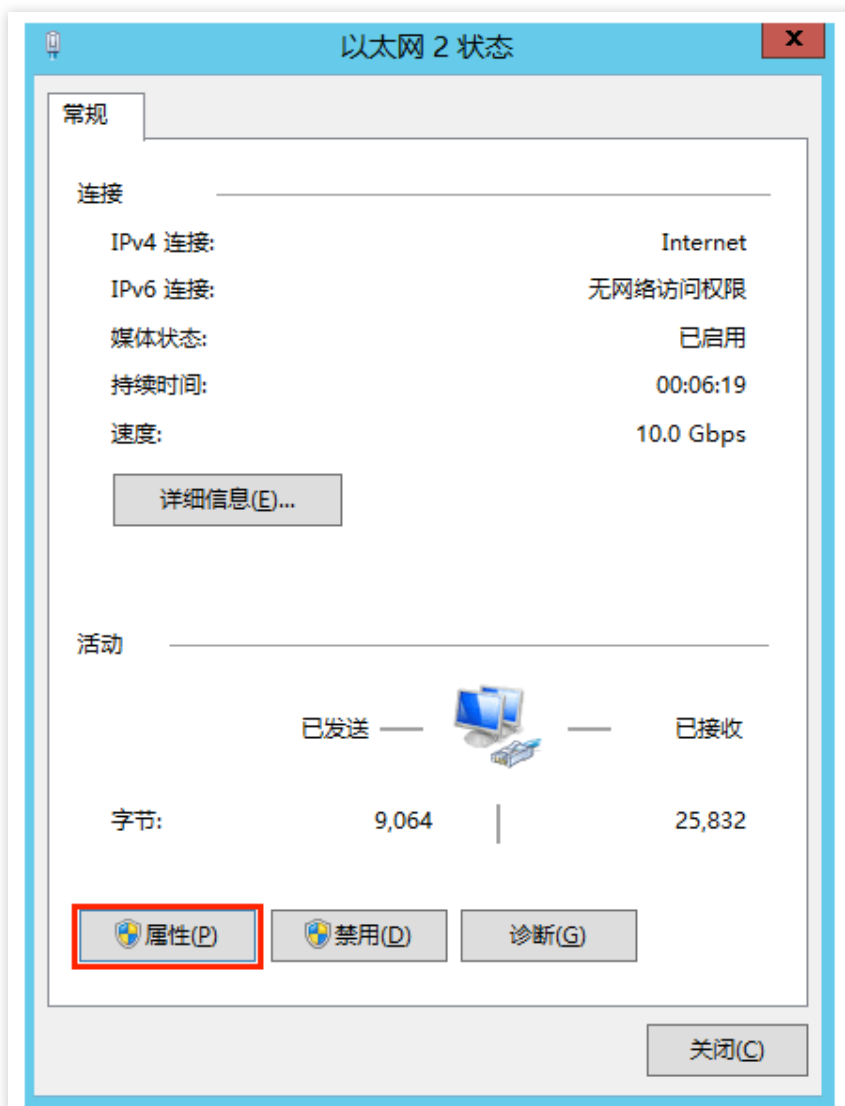 以太网 2 状态
常规
连接
IPv4 连接: Internet
IPv6 连接: 无网络访问权限
媒体状态: 已启用
持续时间: 00:06:19
速度: 10.0 Gbps
详细信息(E)...
活动
已发送 已接收
字节: 9,064 25,832
属性(P) 禁用(D) 诊断(G)
关闭(C)